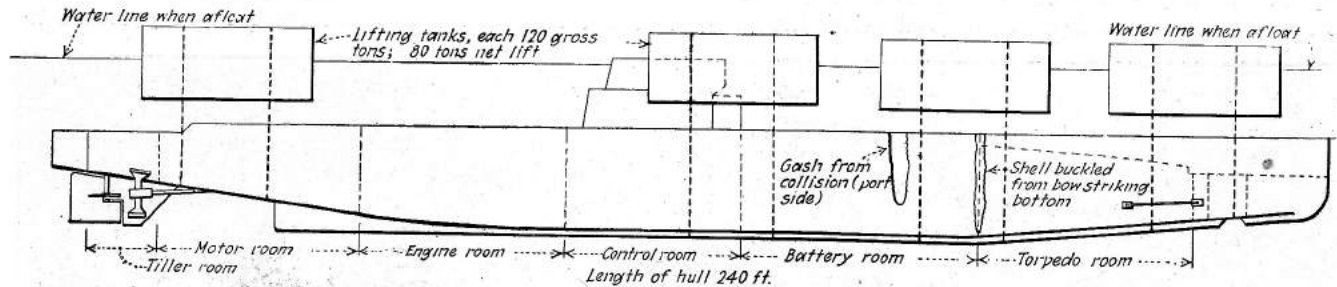 Water line when afloat
Lifting tanks, each 120 gross
tons; 80 tons net lift
Water line when afloat
Gash from
collision (port
side)
Shell buckled
from bow striking
bottom
Motor room
Engine room
Control room
Battery room
Torpedo room
Tiller room
Length of hull 240 ft.